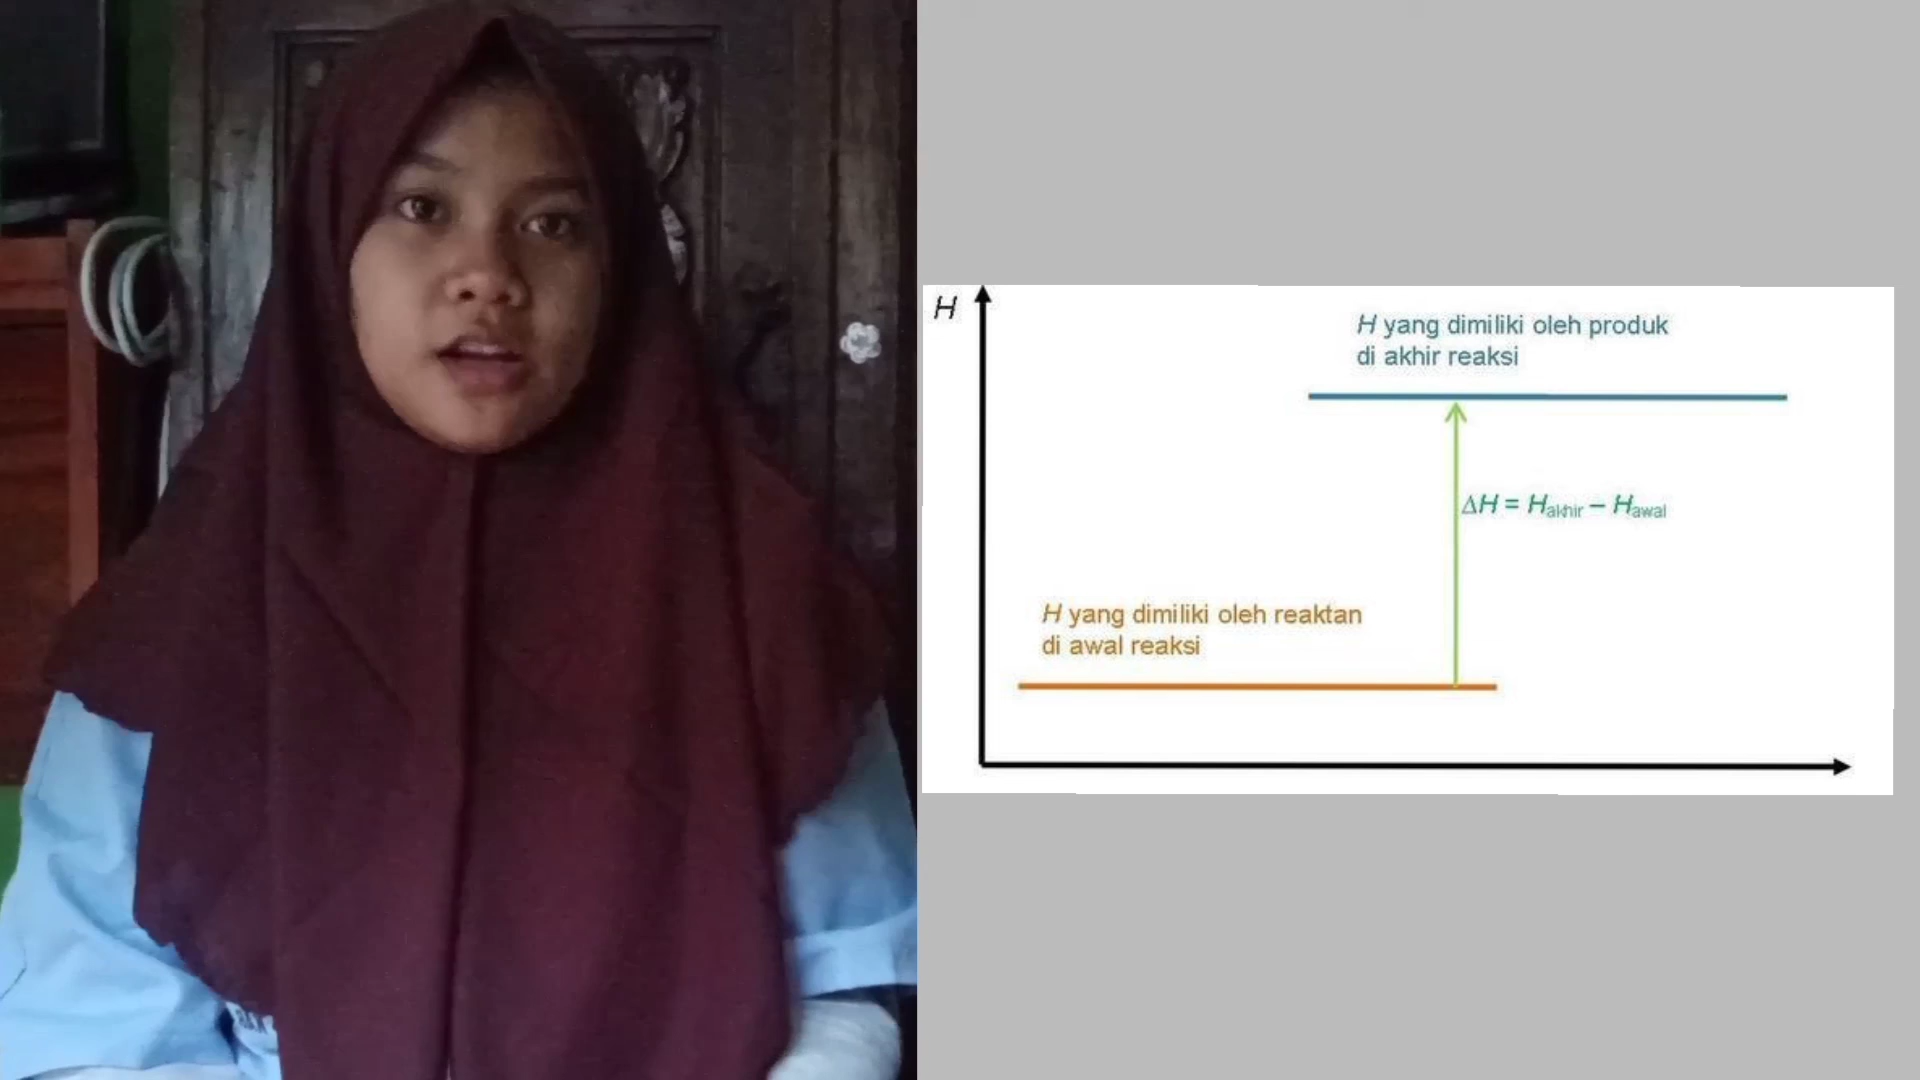 H
H yang dimiliki oleh produk
di akhir reaksi
ΔH = Hakhir – Hawal
H yang dimiliki oleh reaktan
di awal reaksi